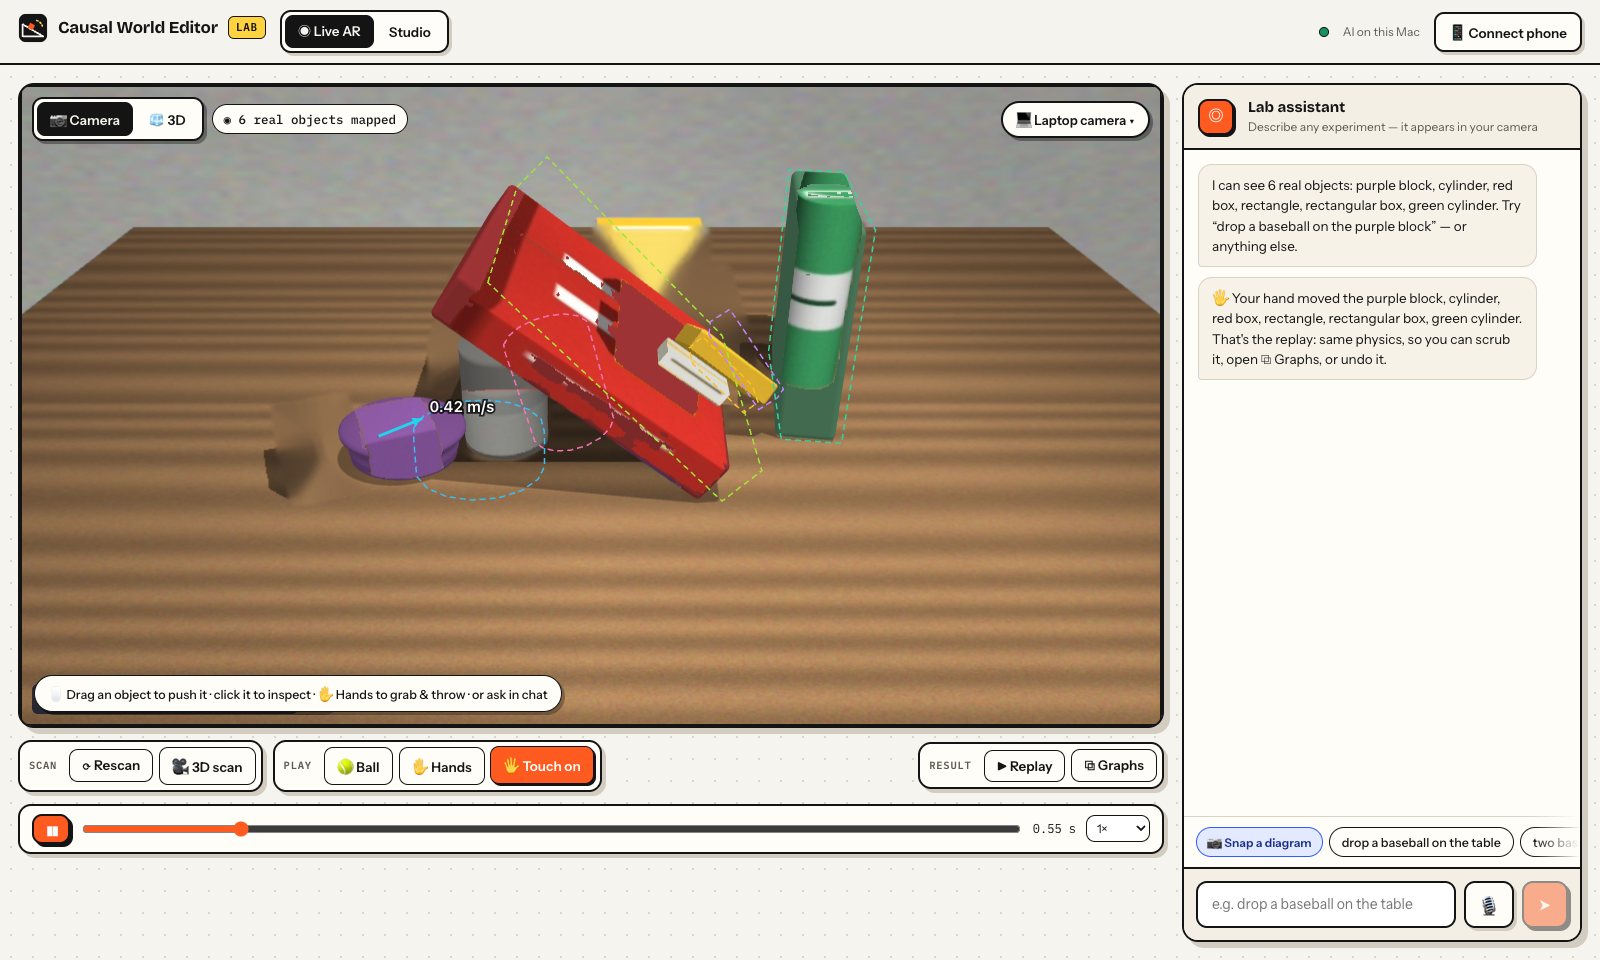 Causal World Editor
LAB
Live AR
Studio
AI on this Mac
Connect phone
Camera
3D
6 real objects mapped
Laptop camera
0.42 m/s
Drag an object to push it · click it to inspect · Hands to grab & throw · or ask in chat
SCAN
Rescan
3D scan
PLAY
Ball
Hands
Touch on
RESULT
Replay
Graphs
0.55 s
1×
Lab assistant
Describe any experiment — it appears in your camera
I can see 6 real objects: purple block, cylinder, red
box, rectangle, rectangular box, green cylinder. Try
“drop a baseball on the purple block” — or
anything else.
Your hand moved the purple block, cylinder,
red box, rectangle, rectangular box, green cylinder.
That's the replay: same physics, so you can scrub
it, open ⧉ Graphs, or undo it.
Snap a diagram
drop a baseball on the table
two
e.g. drop a baseball on the table